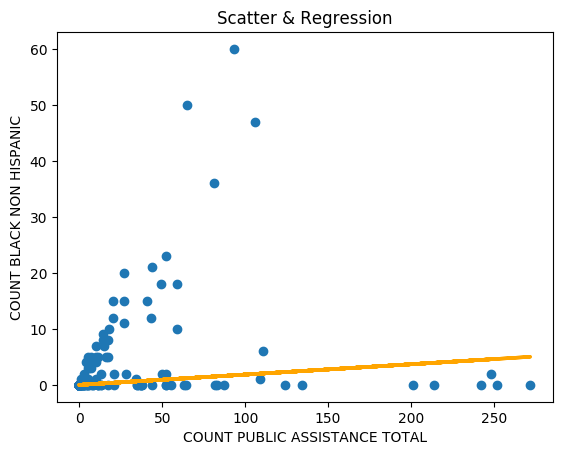 Scatter & Regression
60
50
40
30
20
10
0
COUNT BLACK NON HISPANIC
0 50 100 150 200 250
COUNT PUBLIC ASSISTANCE TOTAL